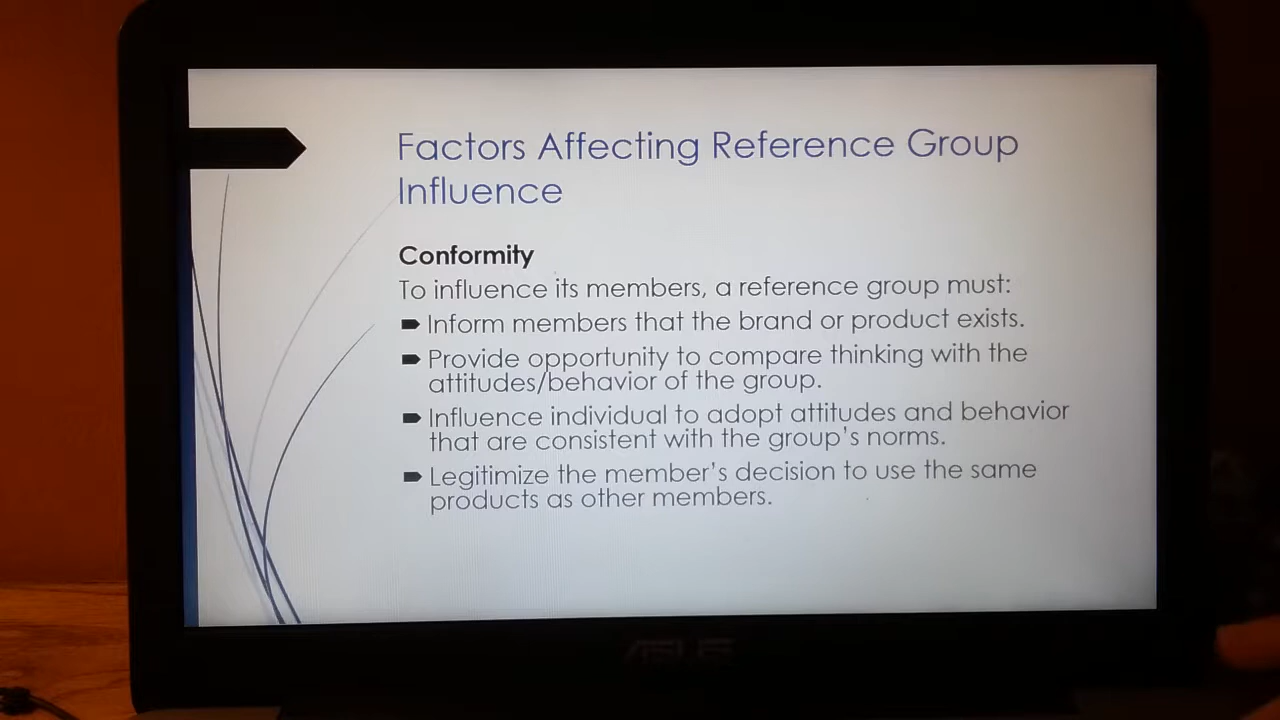 Factors Affecting Reference Group
Influence
Conformity
To influence its members, a reference group must:
Inform members that the brand or product exists.
Provide opportunity to compare thinking with the
attitudes/behavior of the group.
Influence individual to adopt attitudes and behavior
that are consistent with the group's norms.
Legitimize the member's decision to use the same
products as other members.
ASUS